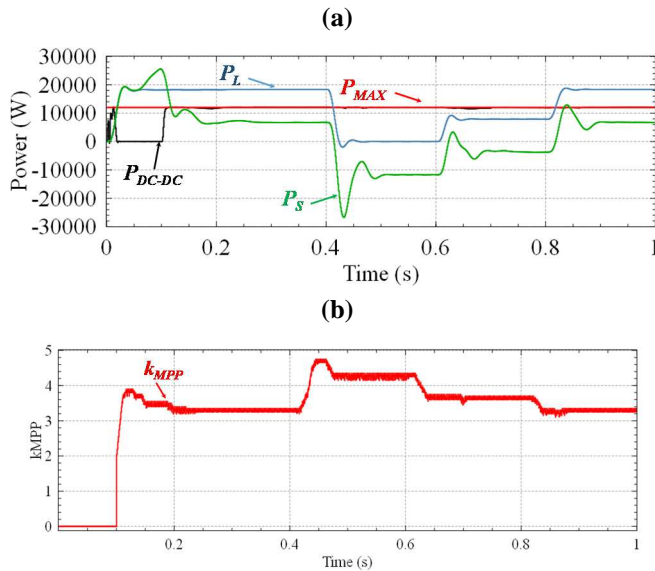 (a)
30000
20000
10000
0
-10000
-20000
-30000
Power (W)
P_L
P_MAX
P_DC-DC
P_S
0 0.2 0.4 0.6 0.8 1
Time (s)
(b)
5
4
3
2
1
0
kMPP
k_MPP
0.2 0.4 0.6 0.8 1
Time (s)